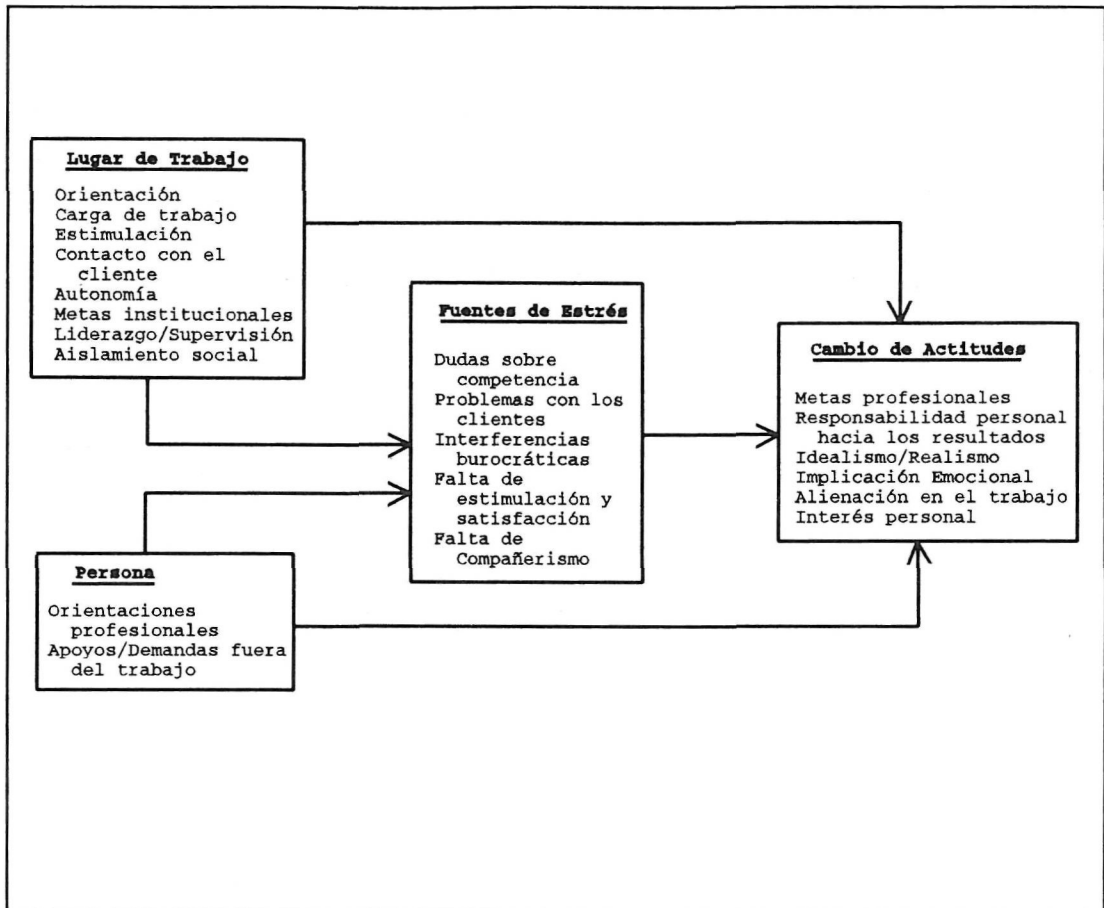 Lugar de Trabajo
Orientación
Carga de trabajo
Estimulación
Contacto con el
cliente
Autonomía
Metas institucionales
Liderazgo/Supervisión
Aislamiento social
Fuentes de Estrés
Dudas sobre
competencia
Problemas con los
clientes
Interferencias
burocráticas
Falta de
estimulación y
satisfacción
Falta de
Compañerismo
Cambio de Actitudes
Metas profesionales
Responsabilidad personal
hacia los resultados
Idealismo/Realismo
Implicación Emocional
Alienación en el trabajo
Interés personal
Persona
Orientaciones
profesionales
Apoyos/Demandas fuera
del trabajo